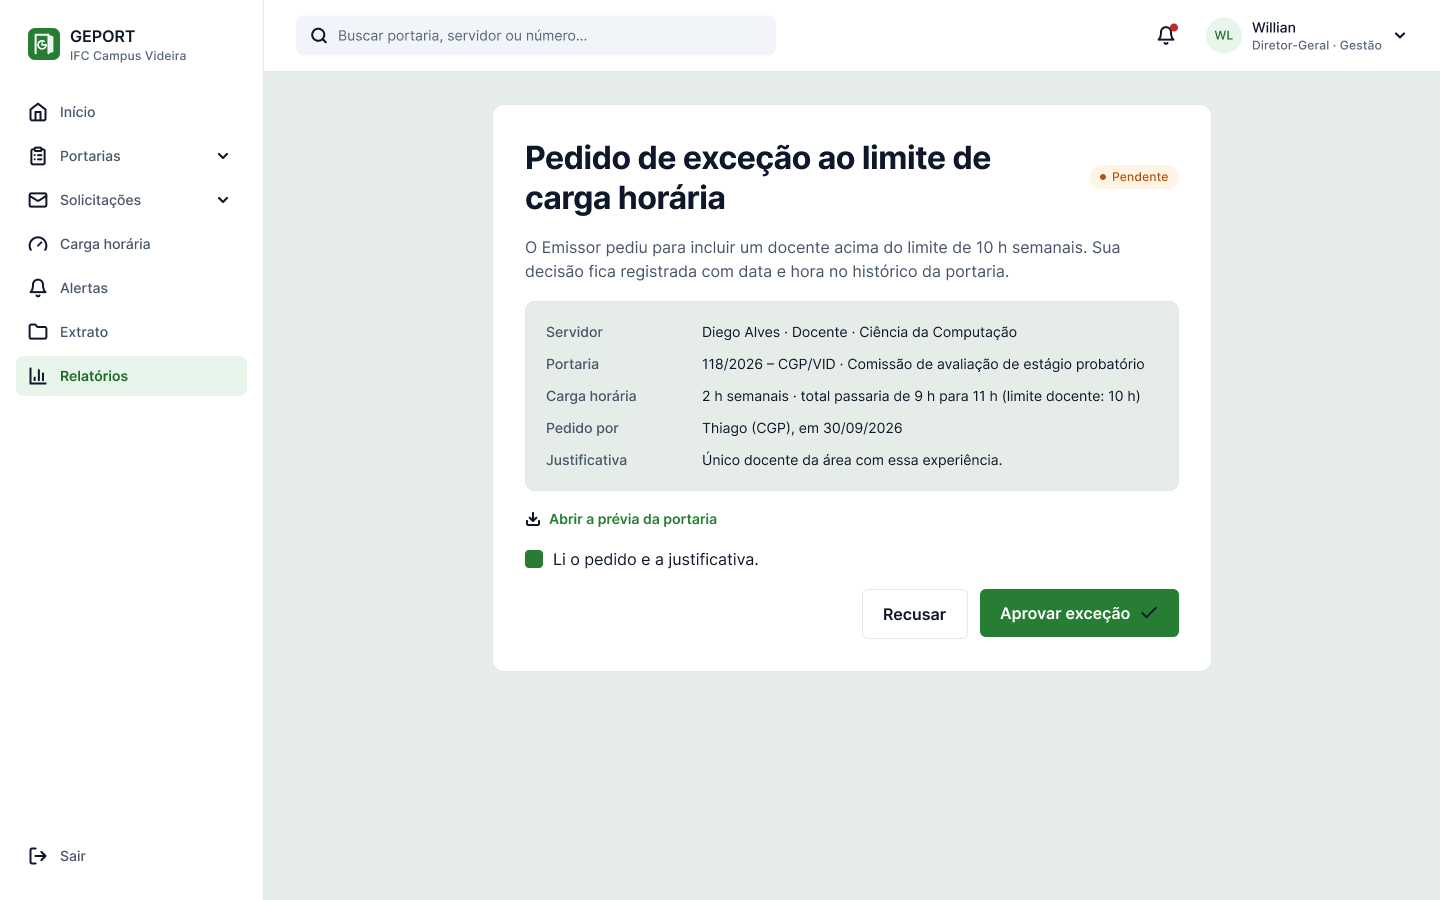 GEPORT
IFC Campus Videira
Início
Portarias
Solicitações
Carga horária
Alertas
Extrato
Relatórios
Sair
Buscar portaria, servidor ou número...
WL
Willian
Diretor-Geral · Gestão
Pedido de exceção ao limite de
carga horária
Pendente
O Emissor pediu para incluir um docente acima do limite de 10 h semanais. Sua
decisão fica registrada com data e hora no histórico da portaria.
Servidor Diego Alves · Docente · Ciência da Computação
Portaria 118/2026 – CGP/VID · Comissão de avaliação de estágio probatório
Carga horária 2 h semanais · total passaria de 9 h para 11 h (limite docente: 10 h)
Pedido por Thiago (CGP), em 30/09/2026
Justificativa Único docente da área com essa experiência.
Abrir a prévia da portaria
Li o pedido e a justificativa.
Recusar
Aprovar exceção